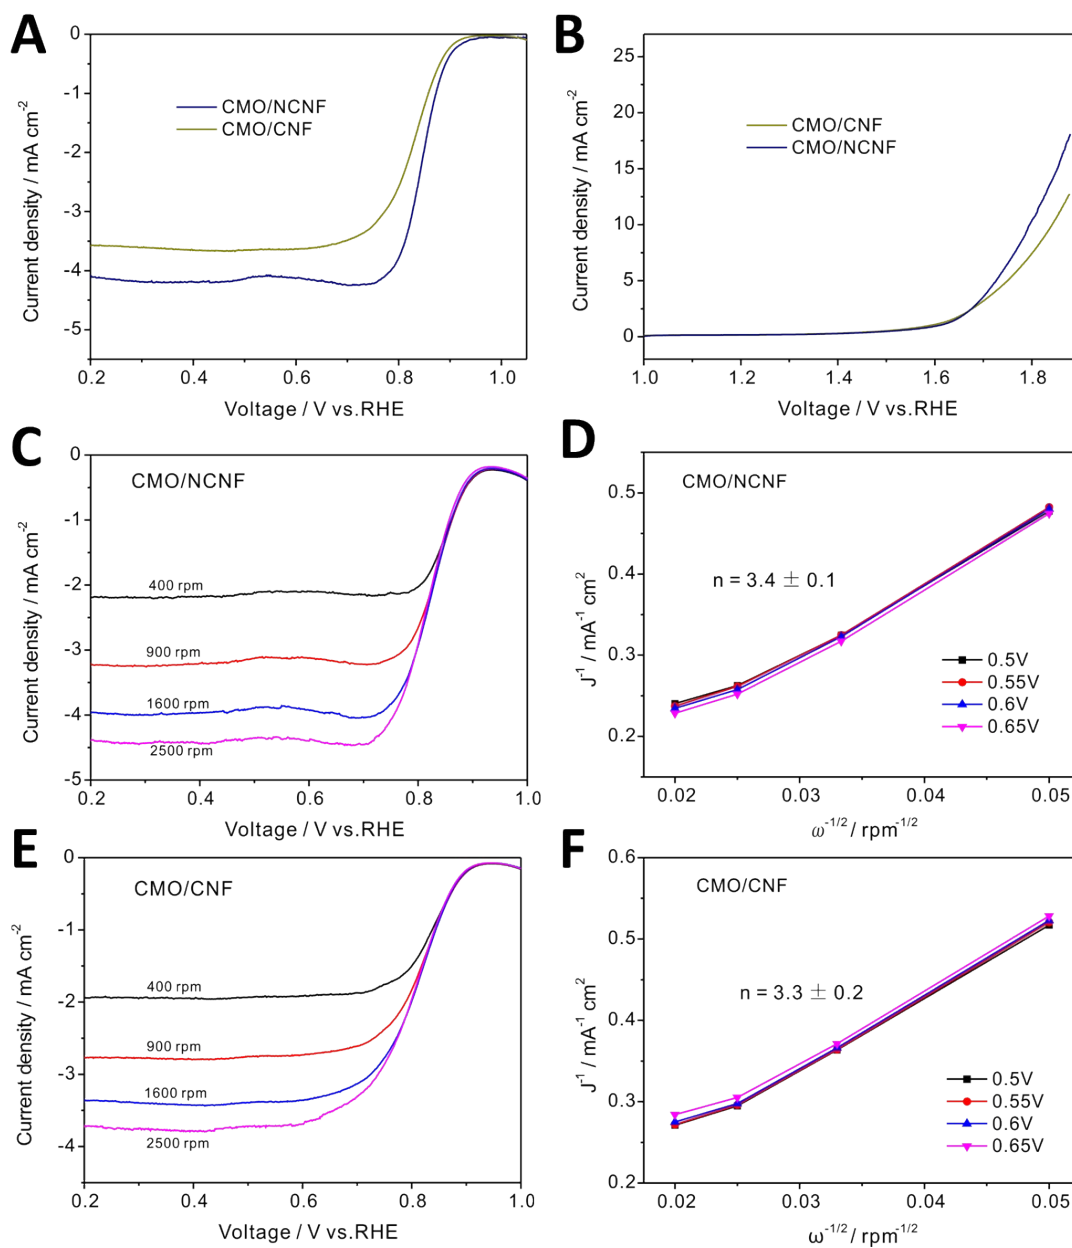 A
0
-1
-2
-3
-4
-5
Current density / mA cm⁻²
CMO/NCNF
CMO/CNF
0.2 0.4 0.6 0.8 1.0
Voltage / V vs.RHE
B
25
20
15
10
5
0
Current density / mA cm⁻²
CMO/CNF
CMO/NCNF
1.0 1.2 1.4 1.6 1.8
Voltage / V vs.RHE
C
0
-1
-2
-3
-4
-5
Current density / mA cm⁻²
CMO/NCNF
400 rpm
900 rpm
1600 rpm
2500 rpm
0.2 0.4 0.6 0.8 1.0
Voltage / V vs.RHE
D
0.5
0.4
0.3
0.2
J⁻¹ / mA⁻¹ cm²
CMO/NCNF
n = 3.4 ± 0.1
0.5V
0.55V
0.6V
0.65V
0.02 0.03 0.04 0.05
ω⁻¹/² / rpm⁻¹/²
E
0
-1
-2
-3
-4
Current density / mA cm⁻²
CMO/CNF
400 rpm
900 rpm
1600 rpm
2500 rpm
0.2 0.4 0.6 0.8 1.0
Voltage / V vs.RHE
F
0.6
0.5
0.4
0.3
0.2
J⁻¹ / mA⁻¹ cm²
CMO/CNF
n = 3.3 ± 0.2
0.5V
0.55V
0.6V
0.65V
0.02 0.03 0.04 0.05
ω⁻¹/² / rpm⁻¹/²